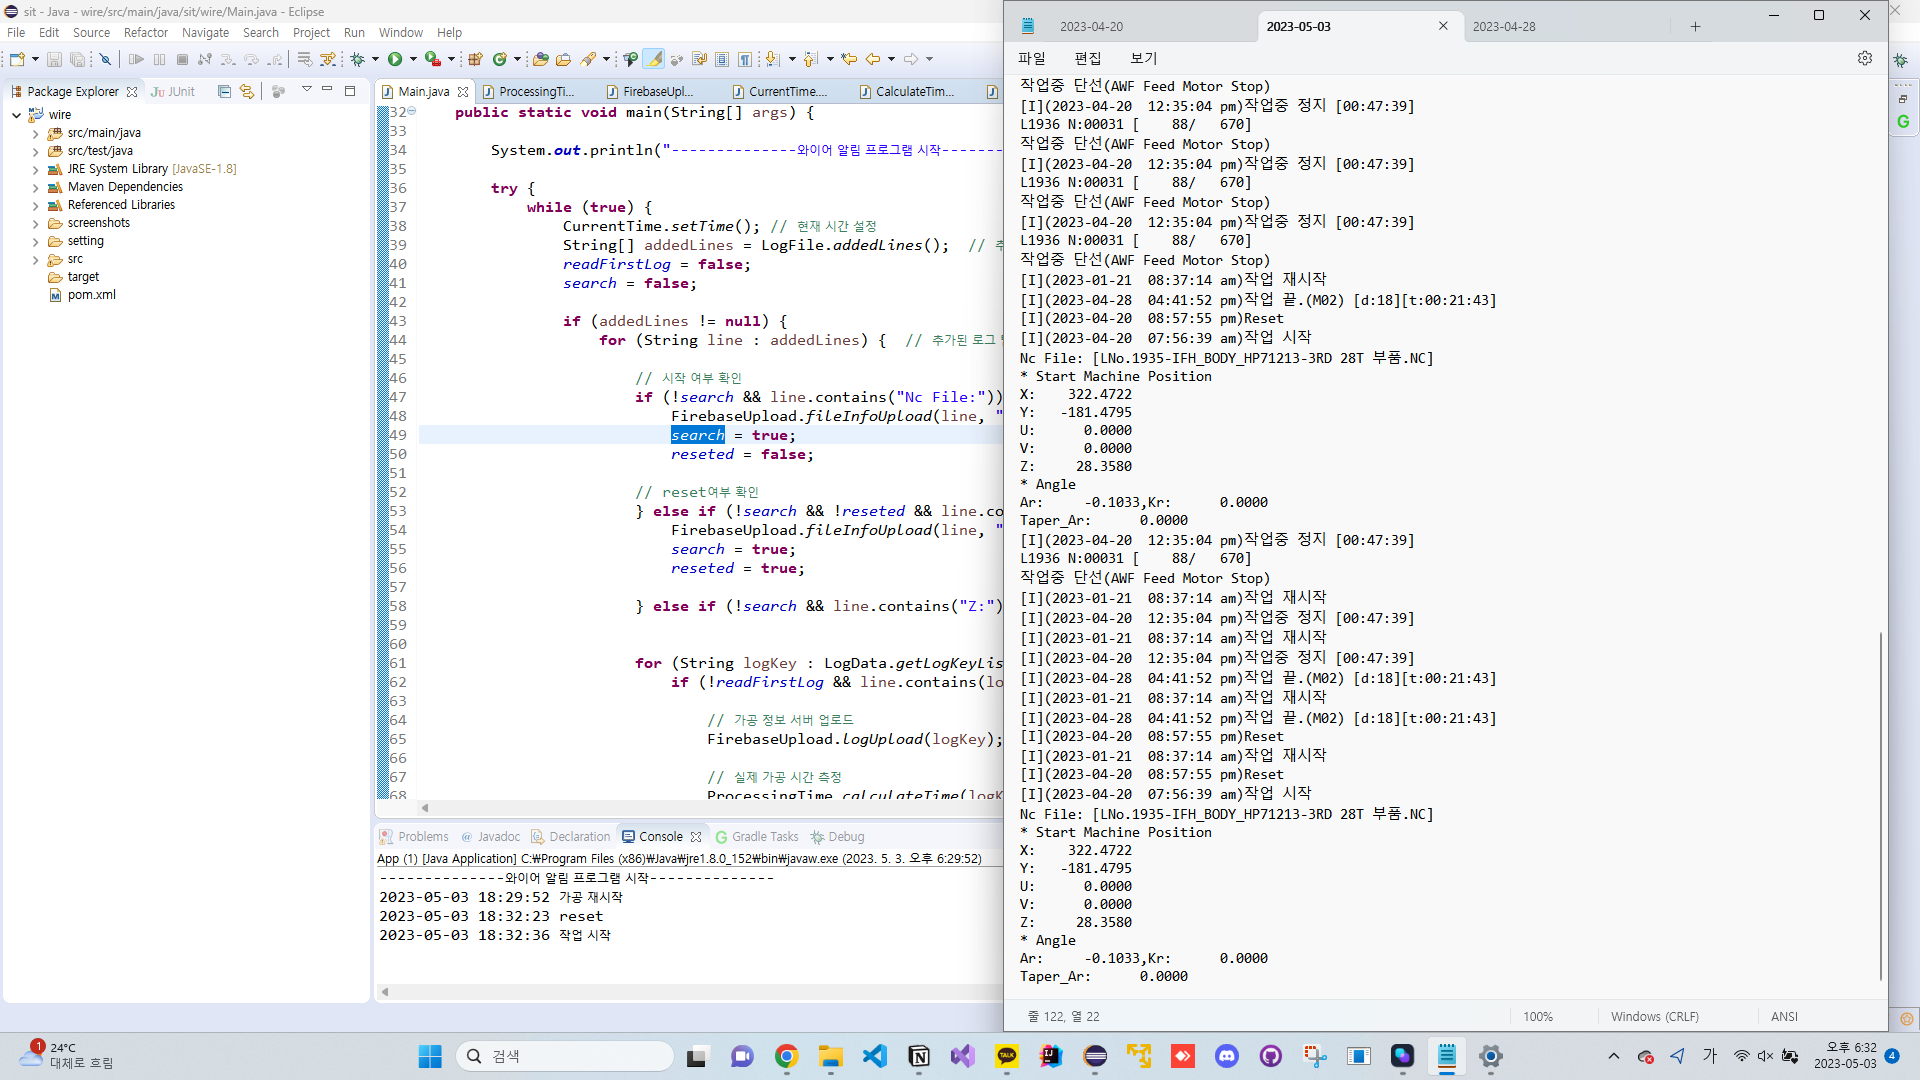 sit - Java - wire/src/main/java/sit/wire/Main.java - Eclipse
File Edit Source Refactor Navigate Search Project Run Window Help
Package Explorer JUnit
wire
src/main/java
src/test/java
JRE System Library [JavaSE-1.8]
Maven Dependencies
Referenced Libraries
screenshots
setting
src
target
pom.xml
Main.java ProcessingTi... FirebaseUpl... CurrentTime.... CalculateTim...
32 public static void main(String[] args) {
33
34 System.out.println("--------------와이어 알림 프로그램 시작-------
35
36 try {
37 while (true) {
38 CurrentTime.setTime(); // 현재 시간 설정
39 String[] addedLines = LogFile.addedLines(); //
40 readFirstLog = false;
41 search = false;
42
43 if (addedLines != null) {
44 for (String line : addedLines) { // 추가된 로그
45
46 // 시작 여부 확인
47 if (!search && line.contains("Nc File:"))
48 FirebaseUpload.fileInfoUpload(line, "
49 search = true;
50 reseted = false;
51
52 // reset여부 확인
53 } else if (!search && !reseted && line.co
54 FirebaseUpload.fileInfoUpload(line, "
55 search = true;
56 reseted = true;
57
58 } else if (!search && line.contains("Z:")
59
60
61 for (String logKey : LogData.getLogKeyLis
62 if (!readFirstLog && line.contains(lo
63
64 // 가공 정보 서버 업로드
65 FirebaseUpload.logUpload(logKey);
66
67 // 실제 가공 시간 측정
68 ProcessingTime.calculateTime(logK
Problems Javadoc Declaration Console Gradle Tasks Debug
App (1) [Java Application] C:₩Program Files (x86)₩Java₩jre1.8.0_152₩bin₩javaw.exe (2023. 5. 3. 오후 6:29:52)
--------------와이어 알림 프로그램 시작--------------
2023-05-03 18:29:52 가공 재시작
2023-05-03 18:32:23 reset
2023-05-03 18:32:36 작업 시작
2023-04-20 2023-05-03 2023-04-28
파일 편집 보기
작업중 단선(AWF Feed Motor Stop)
[I](2023-04-20 12:35:04 pm)작업중 정지 [00:47:39]
L1936 N:00031 [ 88/ 670]
작업중 단선(AWF Feed Motor Stop)
[I](2023-04-20 12:35:04 pm)작업중 정지 [00:47:39]
L1936 N:00031 [ 88/ 670]
작업중 단선(AWF Feed Motor Stop)
[I](2023-04-20 12:35:04 pm)작업중 정지 [00:47:39]
L1936 N:00031 [ 88/ 670]
작업중 단선(AWF Feed Motor Stop)
[I](2023-01-21 08:37:14 am)작업 재시작
[I](2023-04-28 04:41:52 pm)작업 끝.(M02) [d:18][t:00:21:43]
[I](2023-04-20 08:57:55 pm)Reset
[I](2023-04-20 07:56:39 am)작업 시작
Nc File: [LNo.1935-IFH_BODY_HP71213-3RD 28T 부품.NC]
* Start Machine Position
X: 322.4722
Y: -181.4795
U: 0.0000
V: 0.0000
Z: 28.3580
* Angle
Ar: -0.1033,Kr: 0.0000
Taper_Ar: 0.0000
[I](2023-04-20 12:35:04 pm)작업중 정지 [00:47:39]
L1936 N:00031 [ 88/ 670]
작업중 단선(AWF Feed Motor Stop)
[I](2023-01-21 08:37:14 am)작업 재시작
[I](2023-04-20 12:35:04 pm)작업중 정지 [00:47:39]
[I](2023-01-21 08:37:14 am)작업 재시작
[I](2023-04-20 12:35:04 pm)작업중 정지 [00:47:39]
[I](2023-04-28 04:41:52 pm)작업 끝.(M02) [d:18][t:00:21:43]
[I](2023-01-21 08:37:14 am)작업 재시작
[I](2023-04-28 04:41:52 pm)작업 끝.(M02) [d:18][t:00:21:43]
[I](2023-04-20 08:57:55 pm)Reset
[I](2023-01-21 08:37:14 am)작업 재시작
[I](2023-04-20 08:57:55 pm)Reset
[I](2023-04-20 07:56:39 am)작업 시작
Nc File: [LNo.1935-IFH_BODY_HP71213-3RD 28T 부품.NC]
* Start Machine Position
X: 322.4722
Y: -181.4795
U: 0.0000
V: 0.0000
Z: 28.3580
* Angle
Ar: -0.1033,Kr: 0.0000
Taper_Ar: 0.0000
줄 122, 열 22 100% Windows (CRLF) ANSI
1
24°C
대체로 흐림
검색
TALK
가
오후 6:32
2023-05-03
4